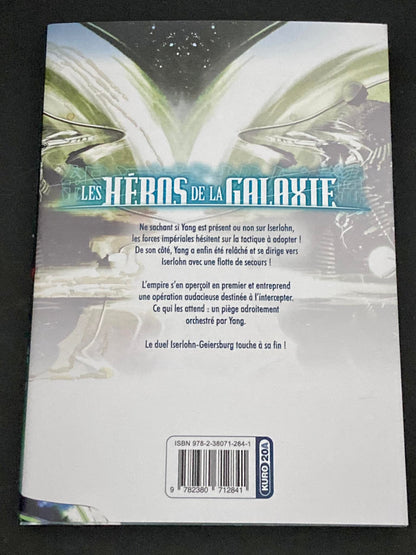 LES HÉROS DE LA GALAXIE
Ne sachant si Yang est présent ou non sur Iserlohn,
les forces impériales hésitent sur la tactique à adopter !
De son côté, Yang a enfin été relâché et se dirige vers
Iserlohn avec une flotte de secours !
L'empire s'en aperçoit en premier et entreprend
une opération audacieuse destinée à l'intercepter.
Ce qui les attend : un piège adroitement
orchestré par Yang.
Le duel Iserlohn-Geiersburg touche à sa fin !
ISBN 978-2-38071-284-1
9 782380 712841
KURO 20A